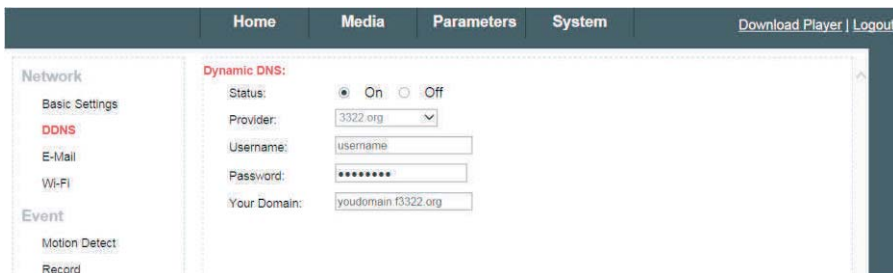 Home Media Parameters System Download Player | Logout
Network
Basic Settings
DDNS
E-Mail
Wi-Fi
Event
Motion Detect
Record
Dynamic DNS:
Status: On Off
Provider: 3322.org
Username: username
Password: ••••••••
Your Domain: youdomain.f3322.org